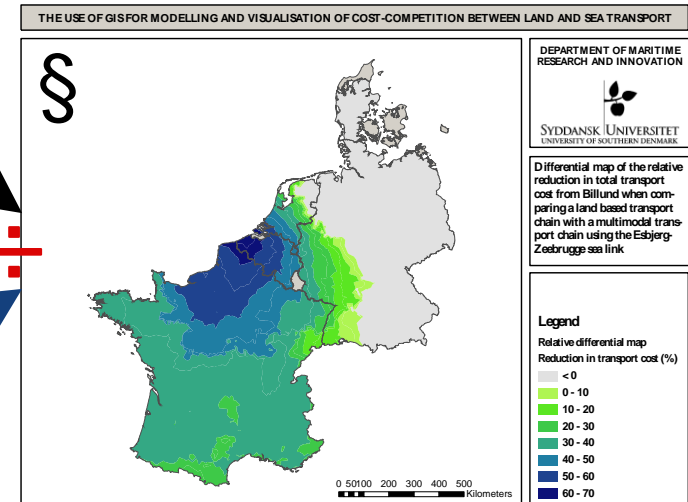 THE USE OF GIS FOR MODELLING AND VISUALISATION OF COST-COMPETITION BETWEEN LAND AND SEA TRANSPORT
§
DEPARTMENT OF MARITIME
RESEARCH AND INNOVATION
SYDDANSK UNIVERSITET
UNIVERSITY OF SOUTHERN DENMARK
Differential map of the relative
reduction in total transport
cost from Billund when com-
paring a land based transport
chain with a multimodal trans-
port chain using the Esbjerg-
Zeebrugge sea link
Legend
Relative differential map
Reduction in transport cost (%)
< 0
0 - 10
10 - 20
20 - 30
30 - 40
40 - 50
50 - 60
60 - 70
0 50 100 200 300 400 500
Kilometers